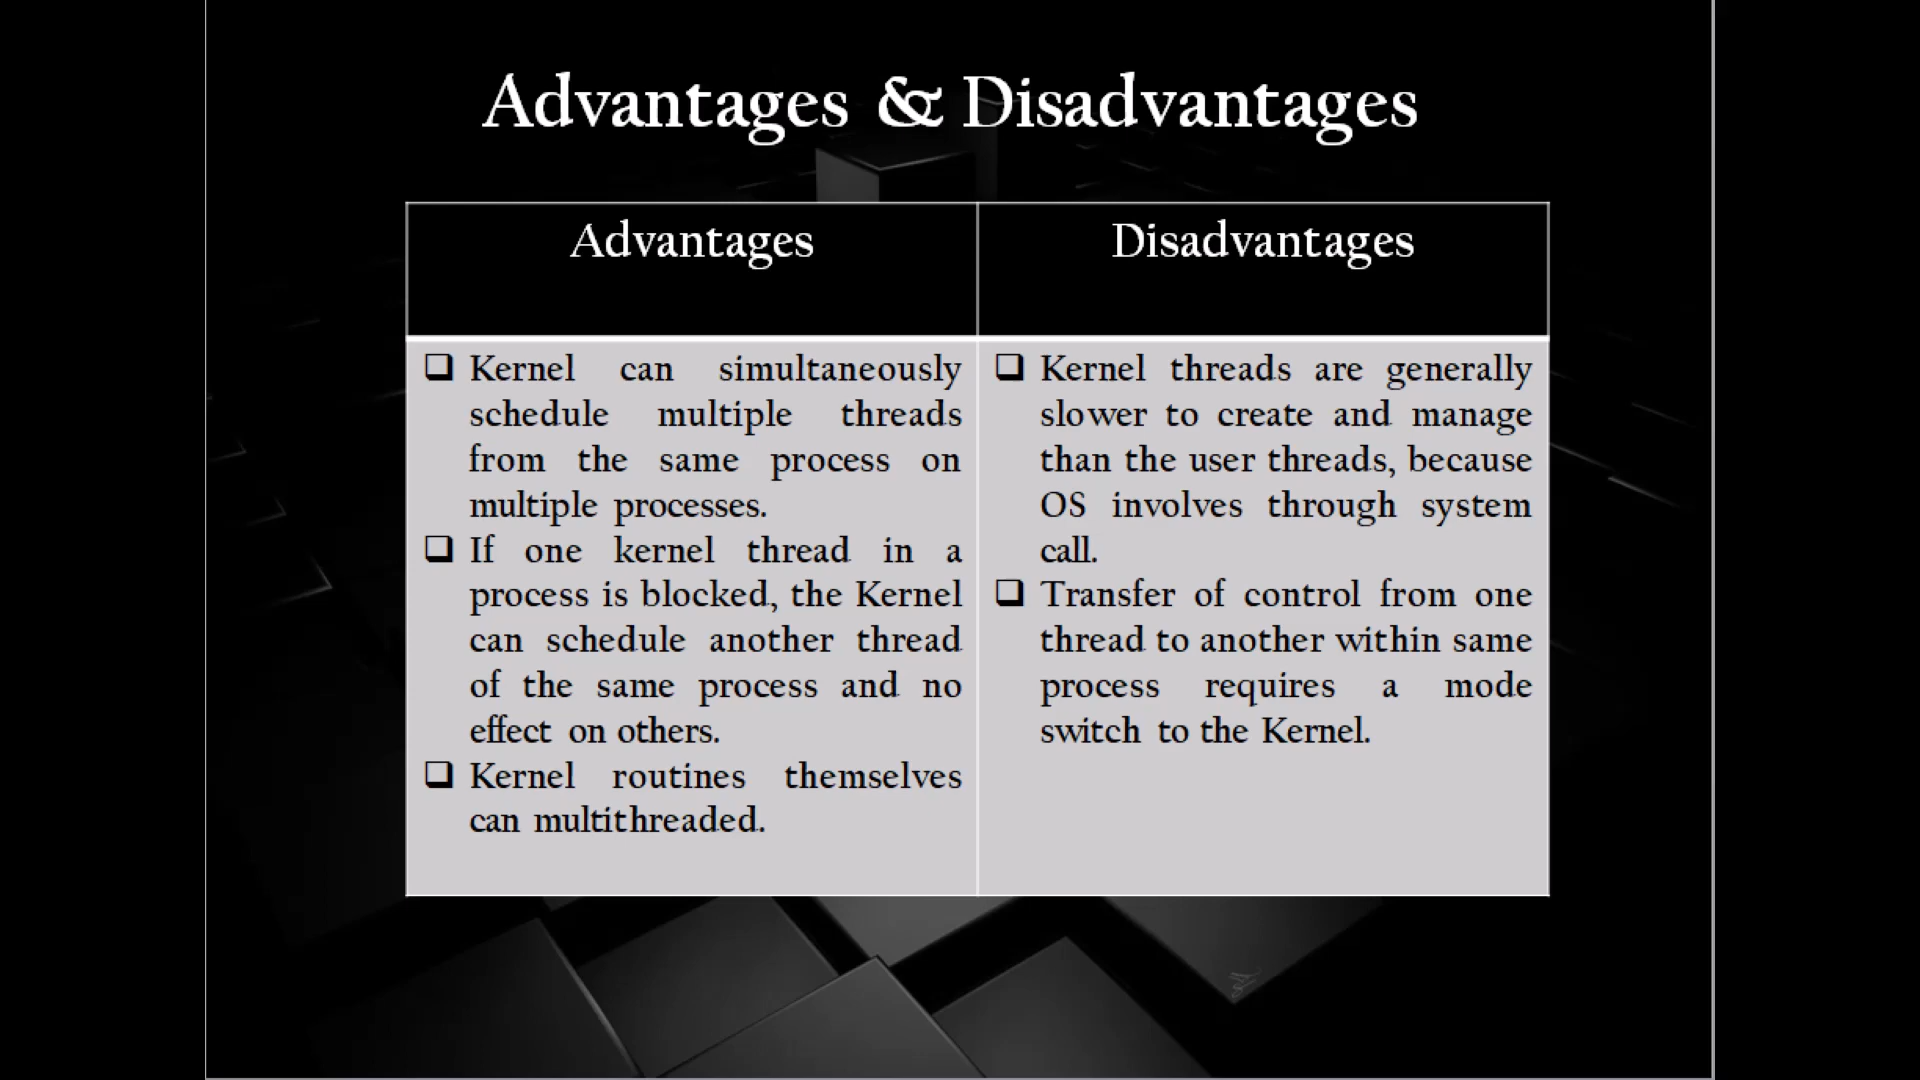 Advantages & Disadvantages
Advantages
Disadvantages
❑ Kernel can simultaneously
schedule multiple threads
from the same process on
multiple processes.
❑ If one kernel thread in a
process is blocked, the Kernel
can schedule another thread
of the same process and no
effect on others.
❑ Kernel routines themselves
can multithreaded.
❑ Kernel threads are generally
slower to create and manage
than the user threads, because
OS involves through system
call.
❑ Transfer of control from one
thread to another within same
process requires a mode
switch to the Kernel.